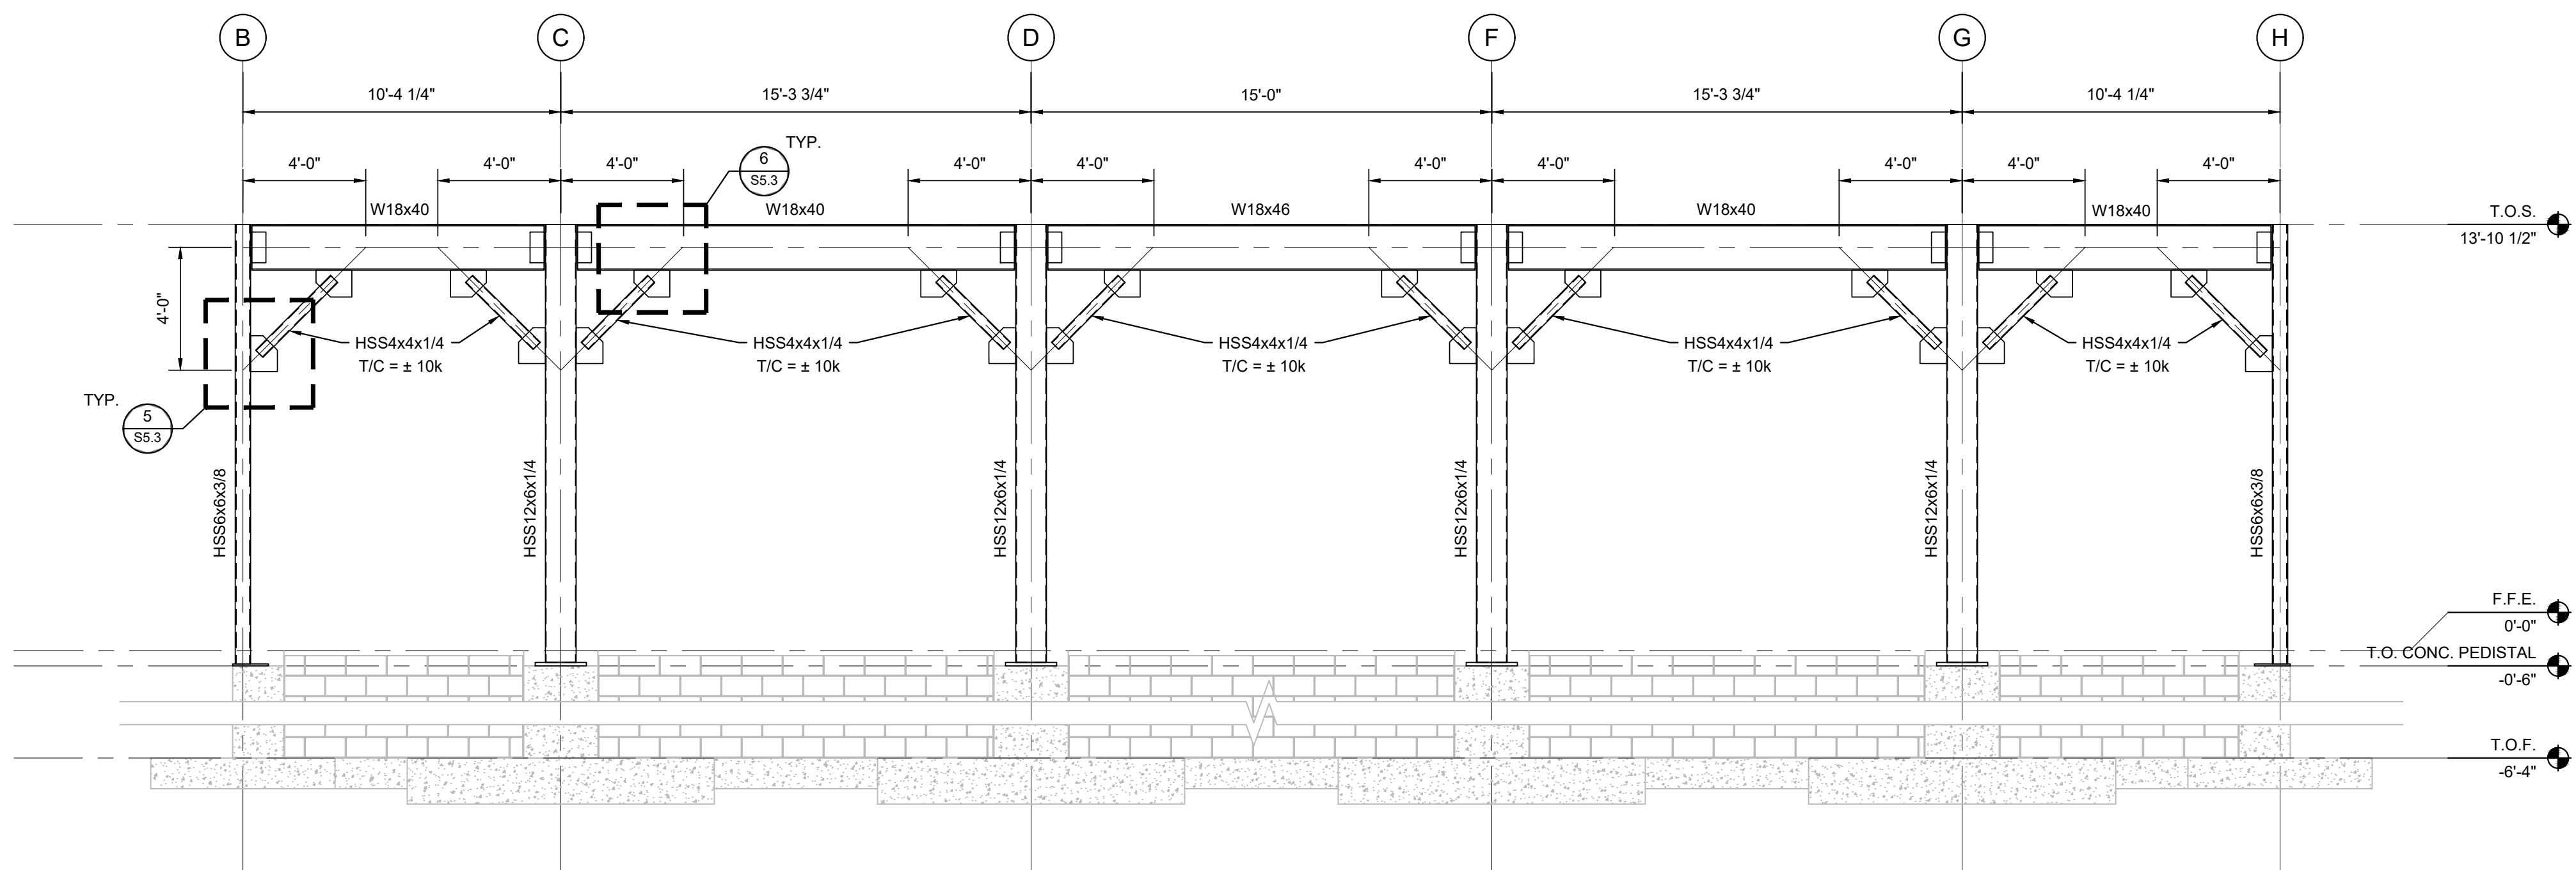 B C D F G H
10'-4 1/4" 15'-3 3/4" 15'-0" 15'-3 3/4" 10'-4 1/4"
TYP.
6
S5.3
4'-0" 4'-0" 4'-0" 4'-0" 4'-0" 4'-0" 4'-0" 4'-0" 4'-0" 4'-0"
W18x40 W18x40 W18x46 W18x40 W18x40
T.O.S.
13'-10 1/2"
4'-0"
HSS4x4x1/4 HSS4x4x1/4 HSS4x4x1/4 HSS4x4x1/4 HSS4x4x1/4
T/C = ± 10k T/C = ± 10k T/C = ± 10k T/C = ± 10k T/C = ± 10k
TYP.
5
S5.3
HSS6x6x3/8 HSS12x6x1/4 HSS12x6x1/4 HSS12x6x1/4 HSS12x6x1/4 HSS6x6x3/8
F.F.E.
0'-0"
T.O. CONC. PEDISTAL
-0'-6"
T.O.F.
-6'-4"